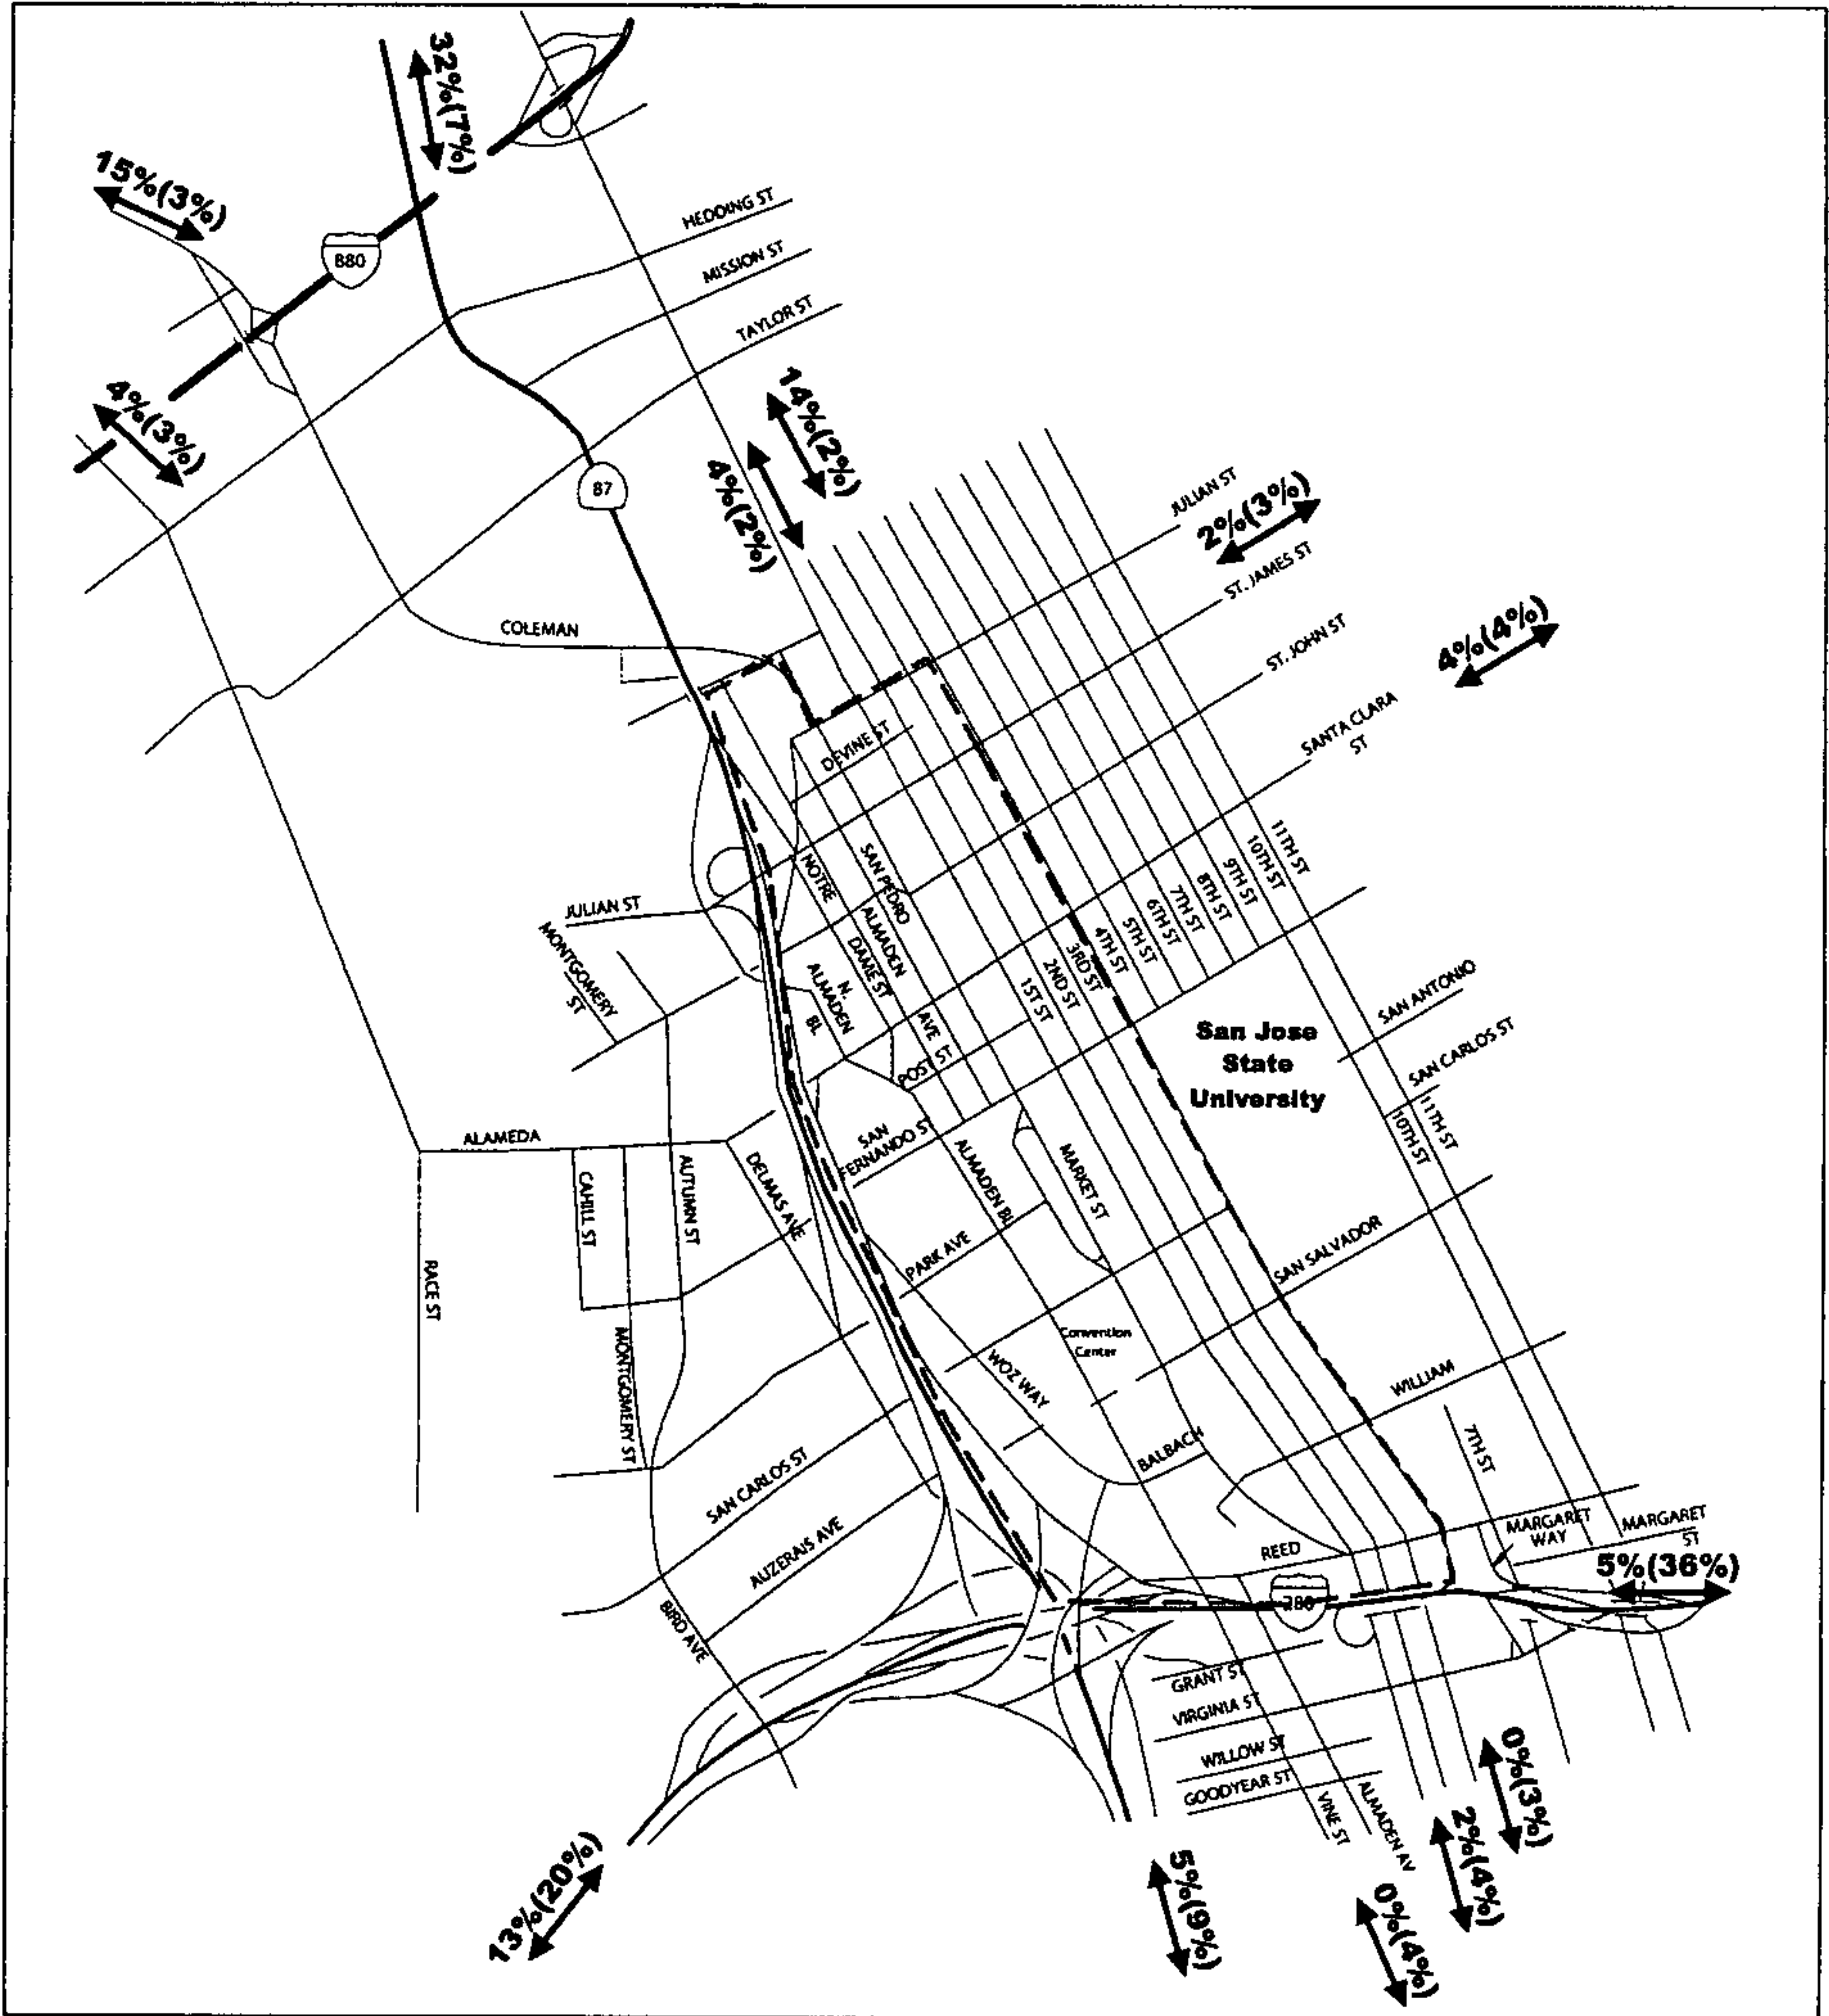 32%(7%)
15%(3%)
880
HEDDING ST
MISSION ST
TAYLOR ST
4%(3%)
14%(2%)
4%(2%)
87
JULIAN ST
2%(3%)
ST. JAMES ST
COLEMAN
ST. JOHN ST
4%(4%)
SANTA CLARA
ST
DEVINE ST
11TH ST
10TH ST
9TH ST
8TH ST
7TH ST
6TH ST
5TH ST
4TH ST
3RD ST
2ND ST
1ST ST
NOTRE
DAME ST
SAN PEDRO
ALMADEN
AVE
JULIAN ST
MONTGOMERY
ST
N.
ALMADEN
BL
POST ST
San Jose
State
University
SAN ANTONIO
SAN CARLOS ST
11TH ST
10TH ST
ALAMEDA
SAN
FERNANDO ST
CAHILL ST
AUTUMN ST
DELMAS AVE
ALMADEN BL
MARKET ST
RACE ST
PARK AVE
SAN SALVADOR
MONTGOMERY ST
WOZ WAY
Convention
Center
WILLIAM
BALBACH
7TH ST
SAN CARLOS ST
AUZERAIS AVE
REED
MARGARET
WAY
MARGARET
ST
5%(36%)
280
BIRD AVE
GRANT ST
VIRGINIA ST
WILLOW ST
GOODYEAR ST
VINE ST
ALMADEN AV
0%(3%)
2%(4%)
0%(4%)
5%(9%)
13%(20%)